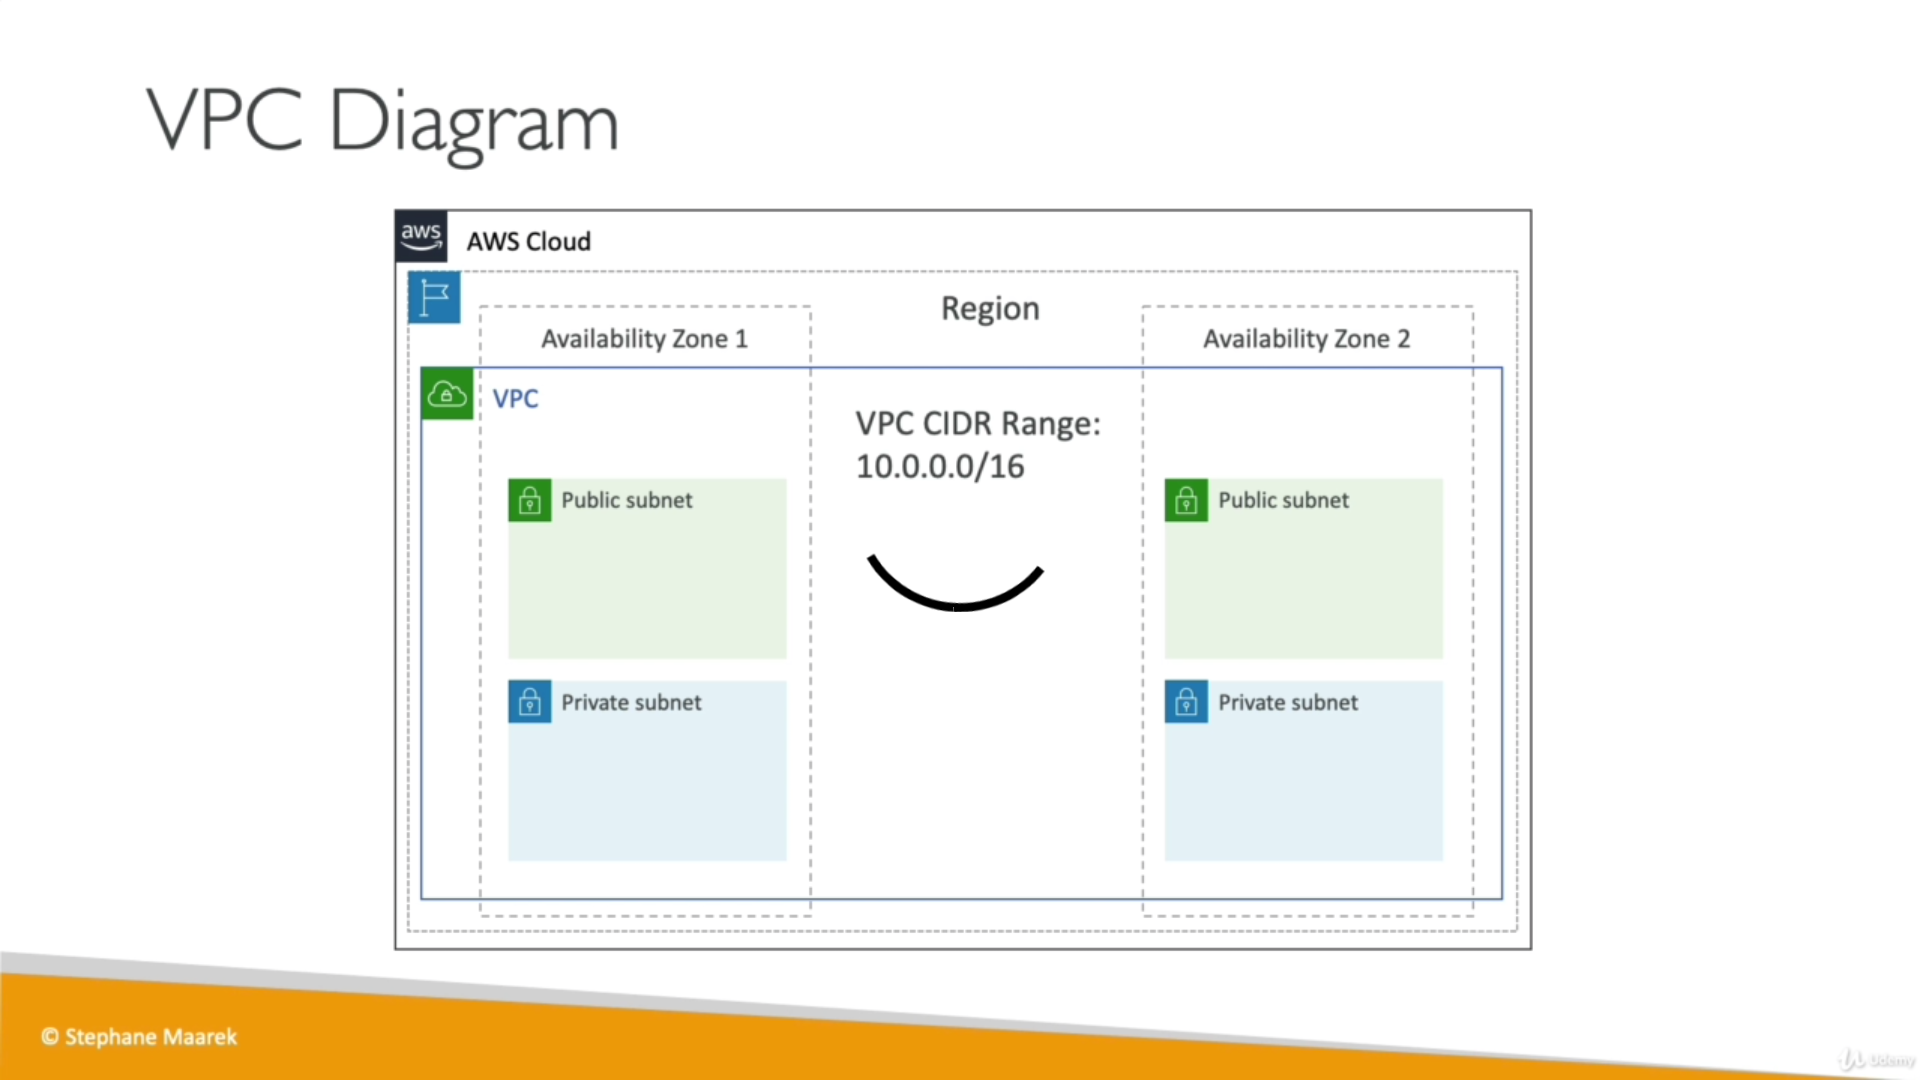 VPC Diagram
aws
AWS Cloud
Region
Availability Zone 1
Availability Zone 2
VPC
VPC CIDR Range:
10.0.0.0/16
Public subnet
Public subnet
Private subnet
Private subnet
© Stephane Maarek
Udemy